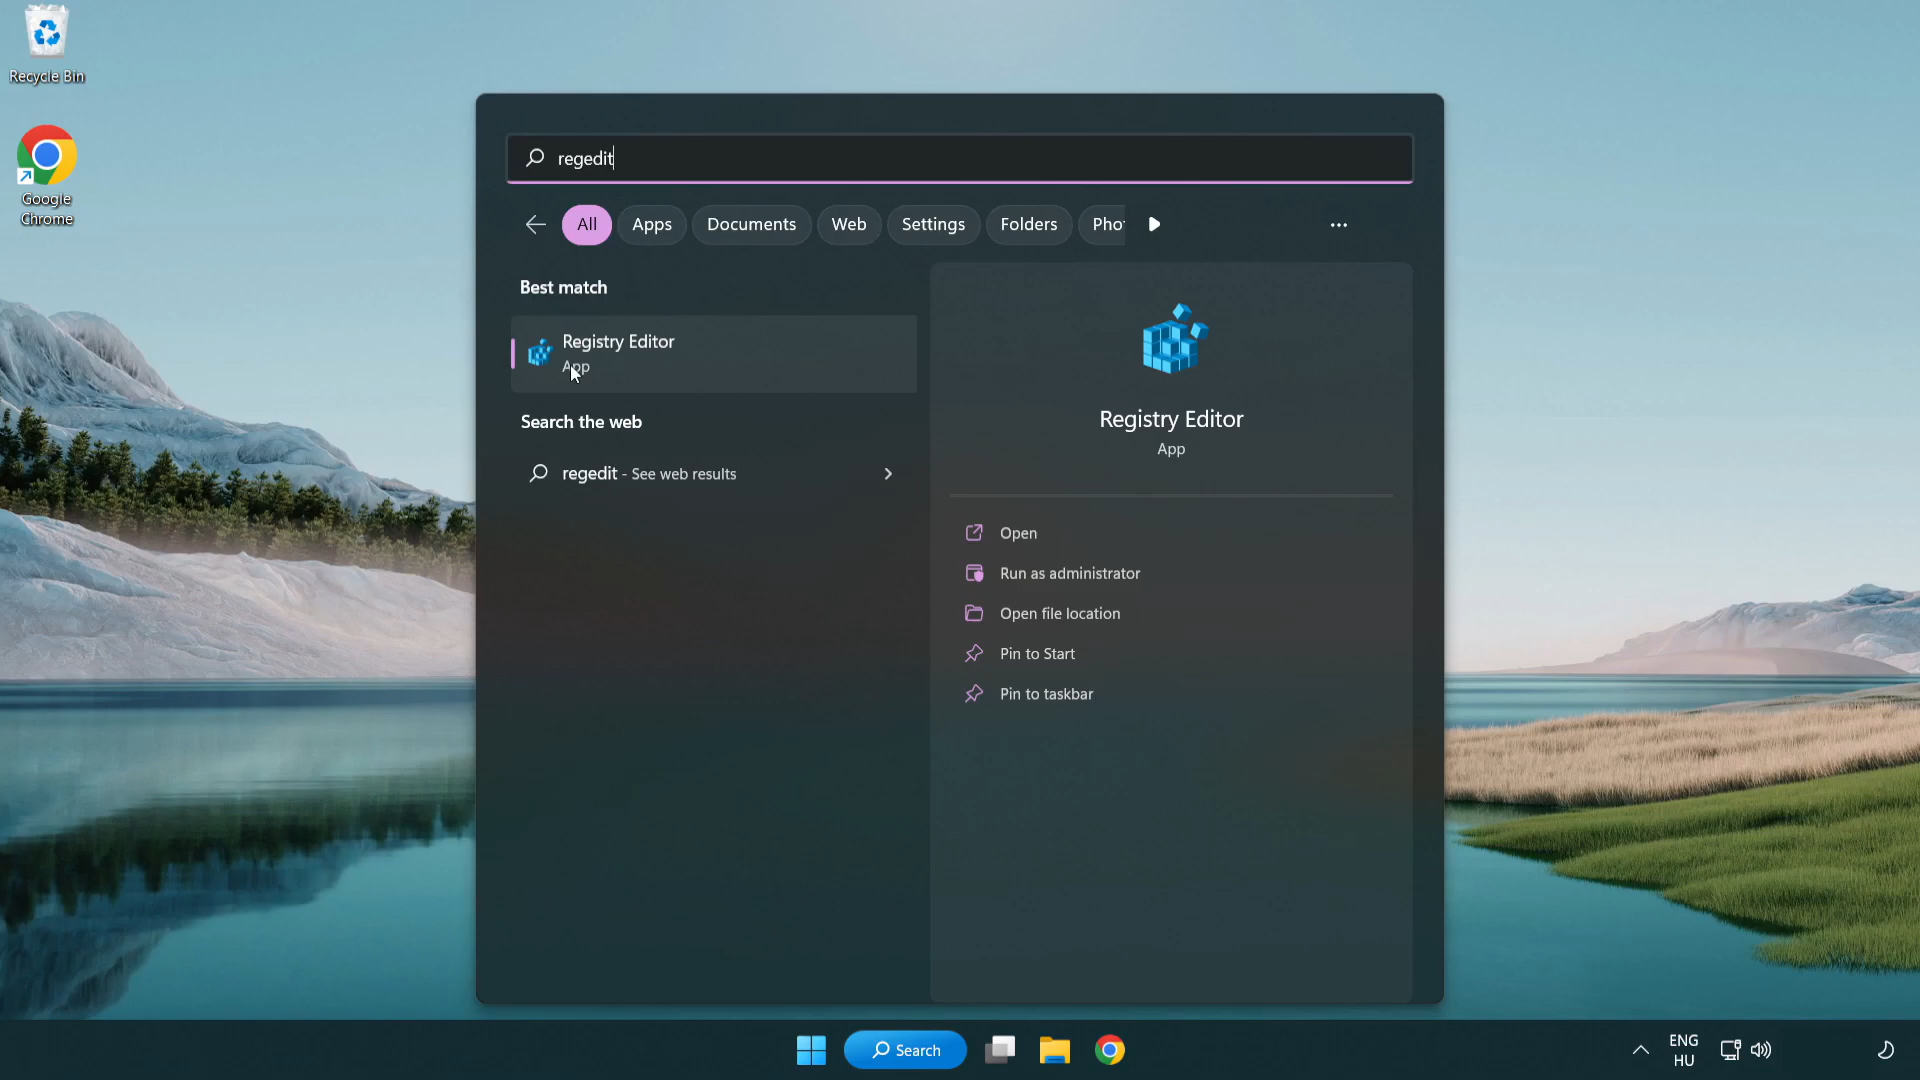 Recycle Bin
Google
Chrome
regedit
All
Apps
Documents
Web
Settings
Folders
Pho
Best match
Registry Editor
App
Search the web
regedit - See web results
Registry Editor
App
Open
Run as administrator
Open file location
Pin to Start
Pin to taskbar
Search
ENG
HU